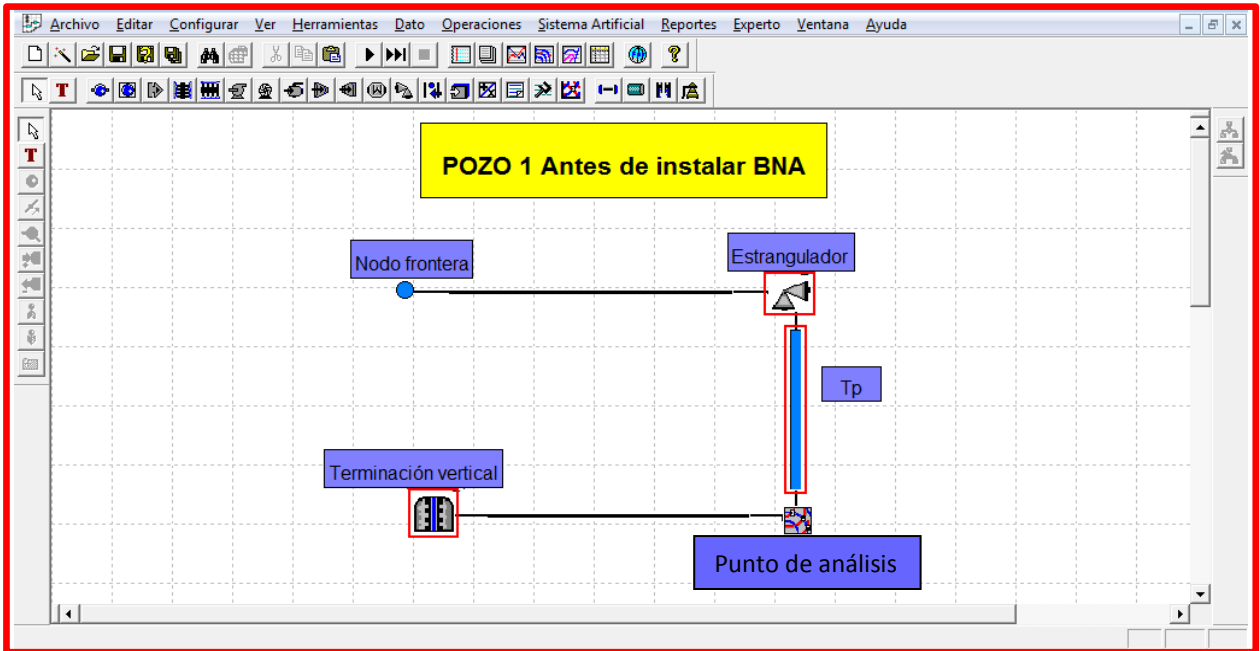 Archivo Editar Configurar Ver Herramientas Dato Operaciones Sistema Artificial Reportes Experto Ventana Ayuda
T
T
POZO 1 Antes de instalar BNA
Nodo frontera
Estrangulador
Tp
Terminación vertical
Punto de análisis